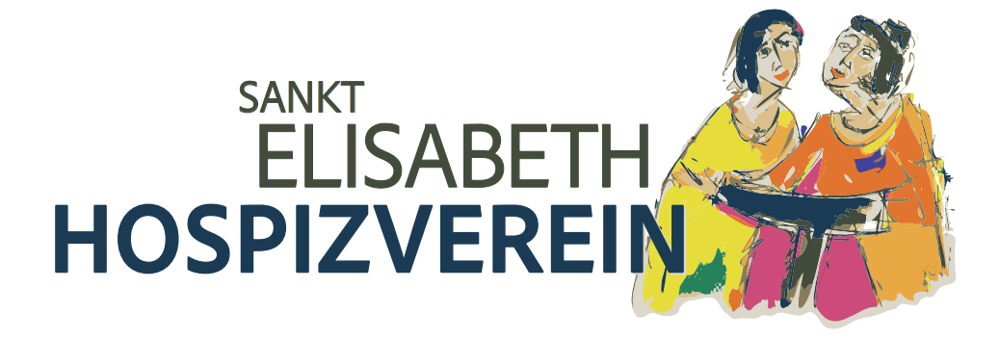 SANKT
ELISABETH
HOSPIZVEREIN